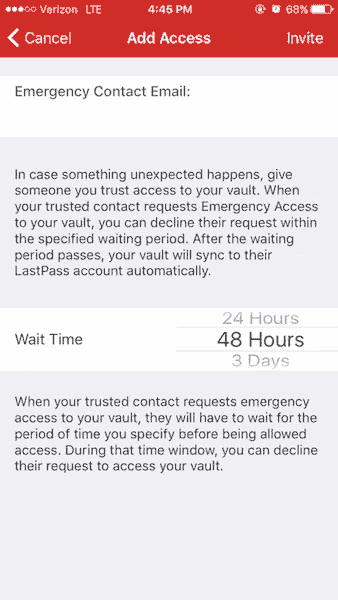 Verizon LTE 4:45 PM 68%
Cancel Add Access Invite
Emergency Contact Email:
In case something unexpected happens, give
someone you trust access to your vault. When
your trusted contact requests Emergency Access
to your vault, you can decline their request within
the specified waiting period. After the waiting
period passes, your vault will sync to their
LastPass account automatically.
24 Hours
Wait Time 48 Hours
3 Days
When your trusted contact requests emergency
access to your vault, they will have to wait for the
period of time you specify before being allowed
access. During that time window, you can decline
their request to access your vault.